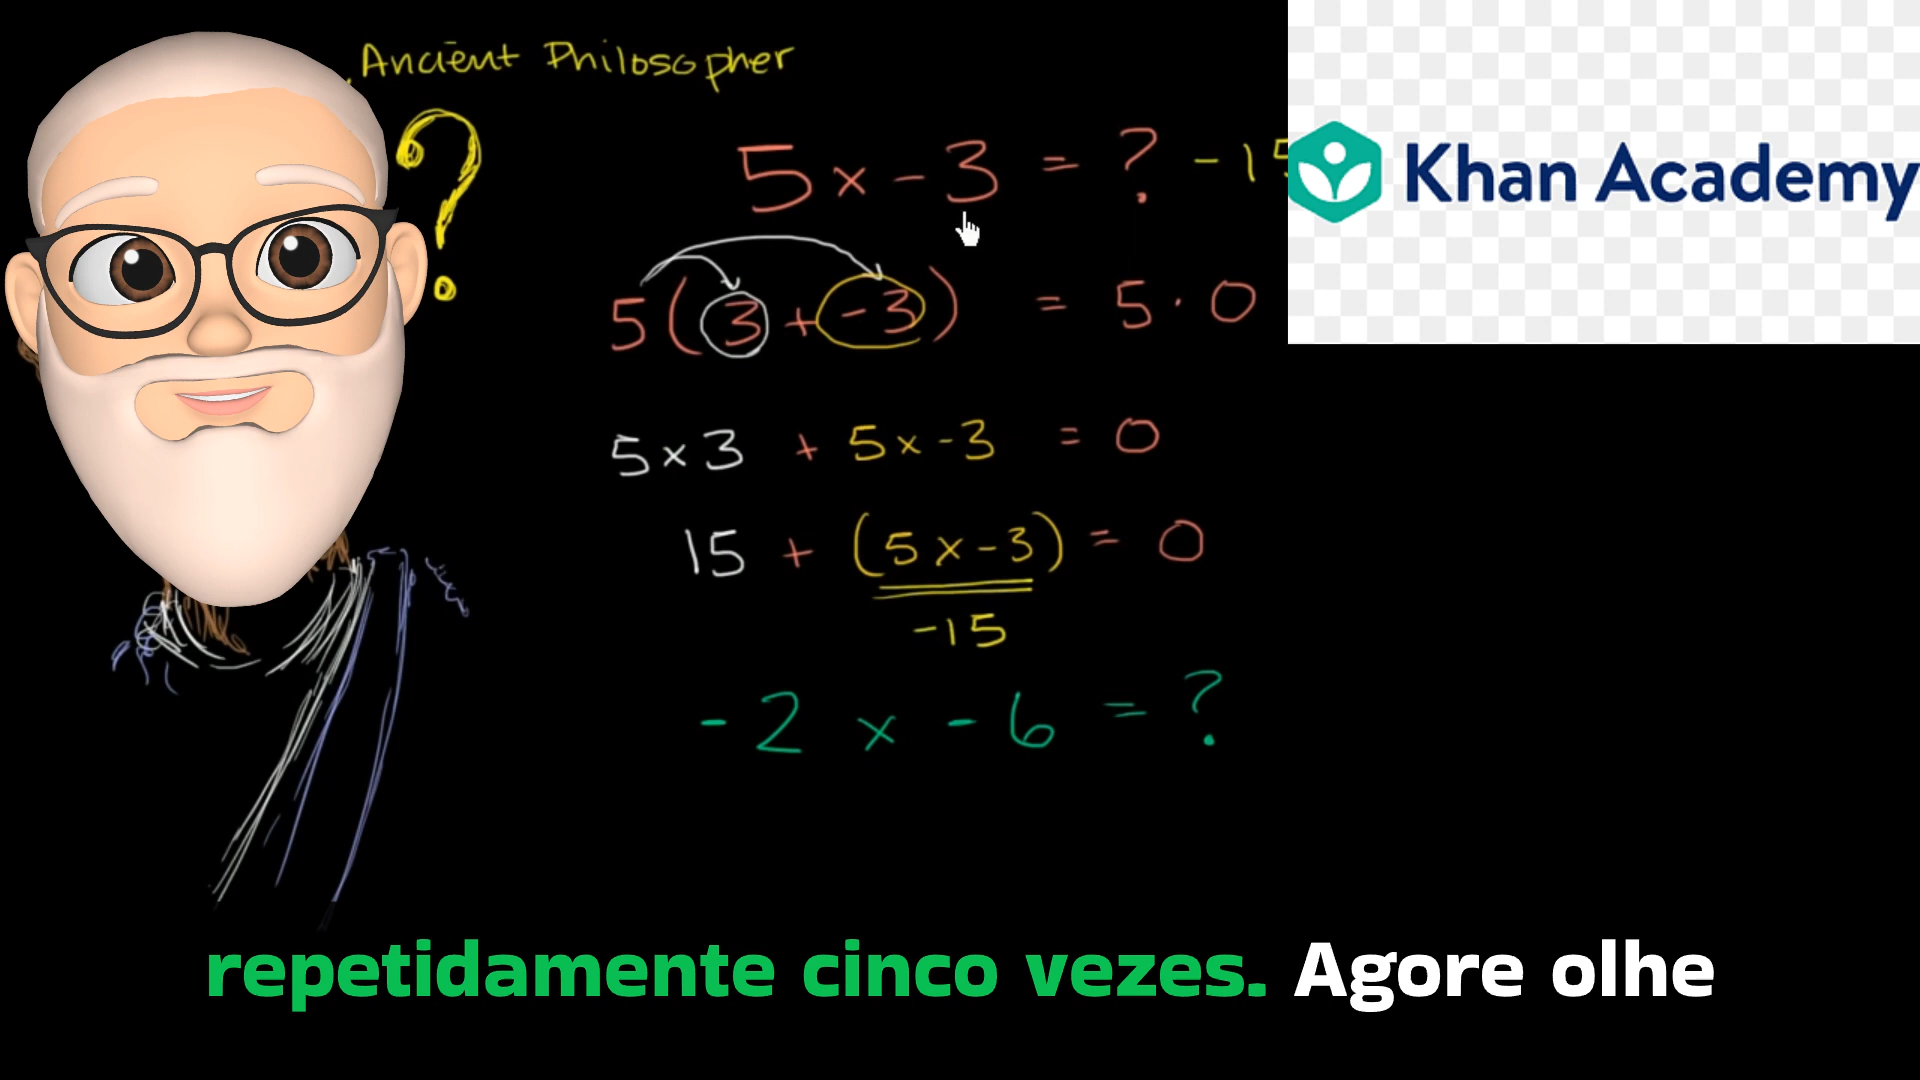 Ancient Philosopher
?
5 x -3 = ? -15
Khan Academy
5(3 + -3) = 5 · 0
5 x 3 + 5 x -3 = 0
15 + (5 x -3) = 0
-15
-2 x -6 = ?
repetidamente cinco vezes. Agore olhe